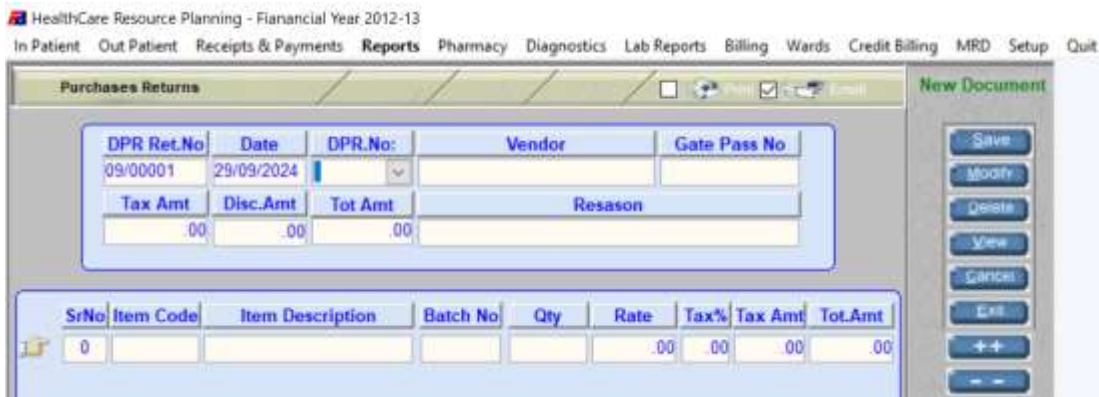 HealthCare Resource Planning - Fianancial Year 2012-13
In Patient Out Patient Receipts & Payments Reports Pharmacy Diagnostics Lab Reports Billing Wards Credit Billing MRD Setup Quit
Purchases Returns Print Email New Document
DPR Ret.No Date DPR.No: Vendor Gate Pass No
09/00001 29/09/2024
Tax Amt Disc.Amt Tot Amt Resason
.00 .00 .00
SrNo Item Code Item Description Batch No Qty Rate Tax% Tax Amt Tot.Amt
0 .00 .00 .00 .00
Save
Modify
Delete
View
Cancel
Exit
++
--